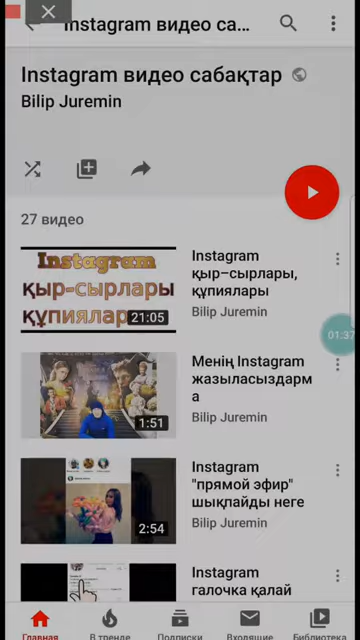 Instagram видео са...
Instagram видео сабақтар
Bilip Juremin
27 видео
Instagram
қыр-сырлары
құпиялар
21:05
Instagram
қыр-сырлары,
құпиялары
Bilip Juremin
01:37
1:51
Менің Instagram
жазыласыздарм
а
Bilip Juremin
2:54
Instagram
"прямой эфир"
шықпайды неге
Bilip Juremin
Instagram
галочка қалай
Главная
В тренде
Подписки
Входящие
Библиотека